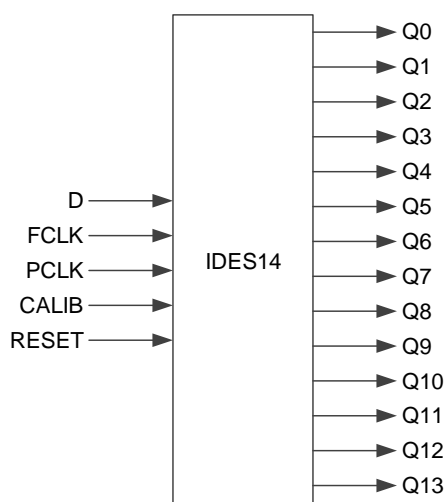 D
FCLK
PCLK
CALIB
RESET
IDES14
Q0
Q1
Q2
Q3
Q4
Q5
Q6
Q7
Q8
Q9
Q10
Q11
Q12
Q13